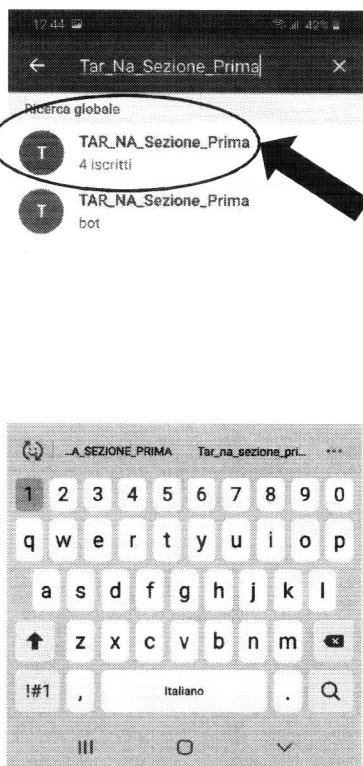 12:44 42%
Tar_Na_Sezione_Prima
Ricerca globale
T TAR_NA_Sezione_Prima
4 iscritti
T TAR_NA_Sezione_Prima
bot
...A_SEZIONE_PRIMA Tar_na_sezione_pri...
1 2 3 4 5 6 7 8 9 0
q w e r t y u i o p
a s d f g h j k l
z x c v b n m
!#1 , Italiano .